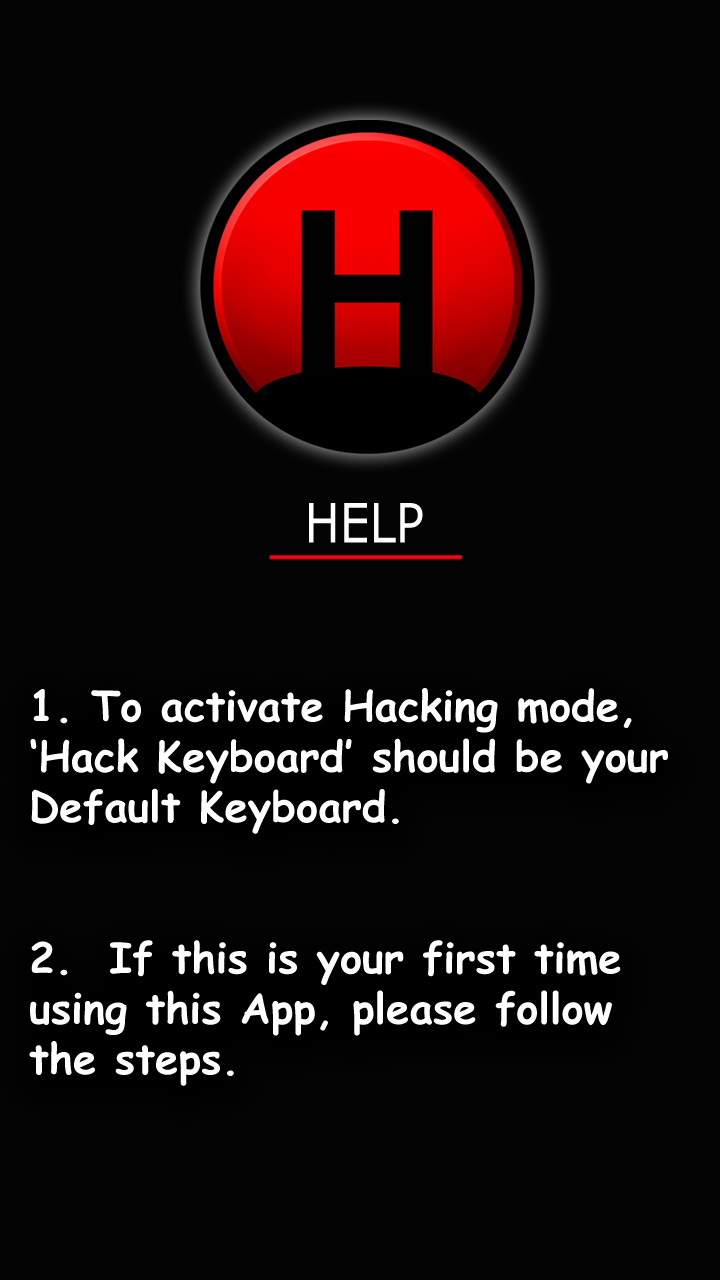 H
HELP
1. To activate Hacking mode,
‘Hack Keyboard’ should be your
Default Keyboard.
2.  If this is your first time
using this App, please follow
the steps.